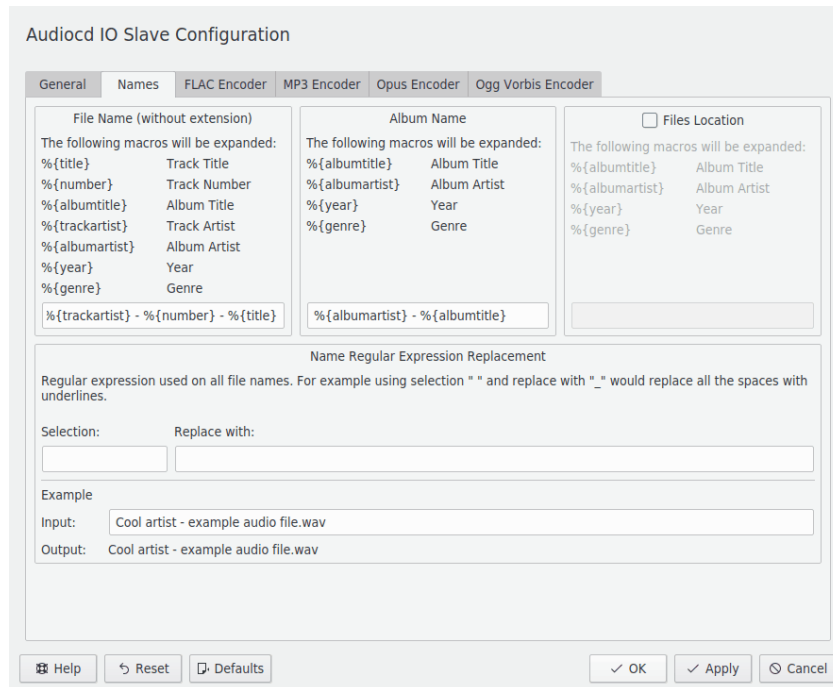 Audiocd IO Slave Configuration
General Names FLAC Encoder MP3 Encoder Opus Encoder Ogg Vorbis Encoder
File Name (without extension)
The following macros will be expanded:
%{title} Track Title
%{number} Track Number
%{albumtitle} Album Title
%{trackartist} Track Artist
%{albumartist} Album Artist
%{year} Year
%{genre} Genre
%{trackartist} - %{number} - %{title}
Album Name
The following macros will be expanded:
%{albumtitle} Album Title
%{albumartist} Album Artist
%{year} Year
%{genre} Genre
%{albumartist} - %{albumtitle}
Files Location
The following macros will be expanded:
%{albumtitle} Album Title
%{albumartist} Album Artist
%{year} Year
%{genre} Genre
Name Regular Expression Replacement
Regular expression used on all file names. For example using selection " " and replace with "_" would replace all the spaces with
underlines.
Selection: Replace with:
Example
Input: Cool artist - example audio file.wav
Output: Cool artist - example audio file.wav
Help Reset Defaults OK Apply Cancel